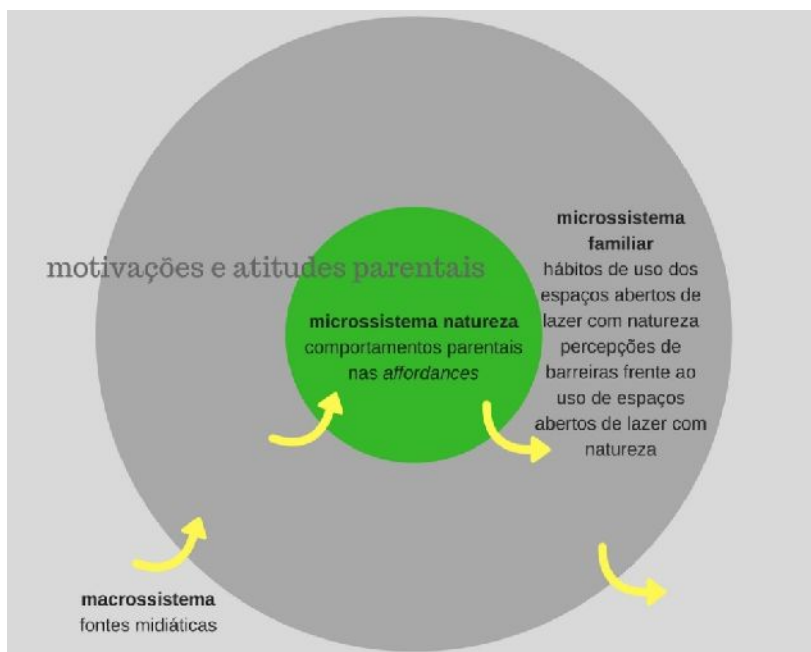 microssistema
familiar
hábitos de uso dos
espaços abertos de
lazer com natureza
percepções de
barreiras frente ao
uso de espaços
abertos de lazer com
natureza
motivações e atitudes parentais
microssistema natureza
comportamentos parentais
nas affordances
macrossistema
fontes midiáticas